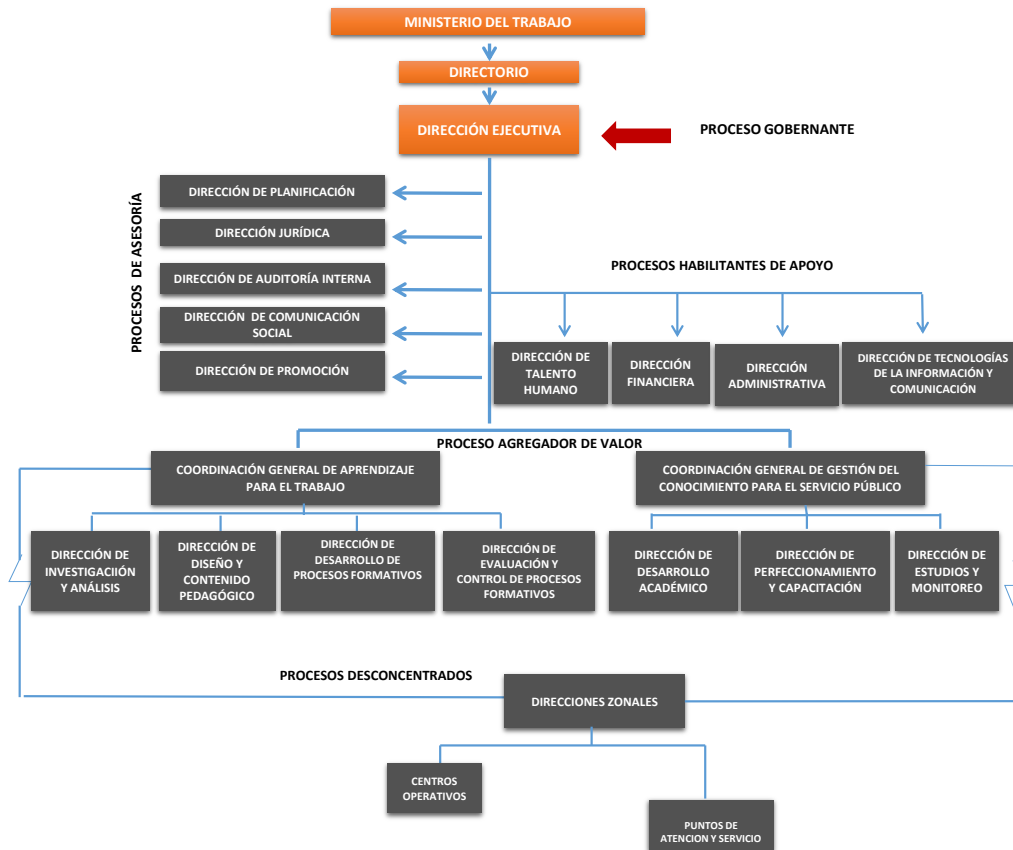 MINISTERIO DEL TRABAJO
DIRECTORIO
DIRECCIÓN EJECUTIVA
PROCESO GOBERNANTE
PROCESOS DE ASESORÍA
DIRECCIÓN DE PLANIFICACIÓN
DIRECCIÓN JURÍDICA
DIRECCIÓN DE AUDITORÍA INTERNA
DIRECCIÓN DE COMUNICACIÓN
SOCIAL
DIRECCIÓN DE PROMOCIÓN
PROCESOS HABILITANTES DE APOYO
DIRECCIÓN DE
TALENTO
HUMANO
DIRECCIÓN
FINANCIERA
DIRECCIÓN
ADMINISTRATIVA
DIRECCIÓN DE TECNOLOGÍAS
DE LA INFORMACIÓN Y
COMUNICACIÓN
PROCESO AGREGADOR DE VALOR
COORDINACIÓN GENERAL DE APRENDIZAJE
PARA EL TRABAJO
COORDINACIÓN GENERAL DE GESTIÓN DEL
CONOCIMIENTO PARA EL SERVICIO PÚBLICO
DIRECCIÓN DE
INVESTIGACIIÓN
Y ANÁLISIS
DIRECCIÓN DE
DISEÑO Y
CONTENIDO
PEDAGÓGICO
DIRECCIÓN DE
DESARROLLO DE
PROCESOS FORMATIVOS
DIRECCIÓN DE
EVALUACIÓN Y
CONTROL DE PROCESOS
FORMATIVOS
DIRECCIÓN DE
DESARROLLO
ACADÉMICO
DIRECCIÓN DE
PERFECCIONAMIENTO
Y CAPACITACIÓN
DIRECCIÓN DE
ESTUDIOS Y
MONITOREO
PROCESOS DESCONCENTRADOS
DIRECCIONES ZONALES
CENTROS
OPERATIVOS
PUNTOS DE
ATENCION Y SERVICIO